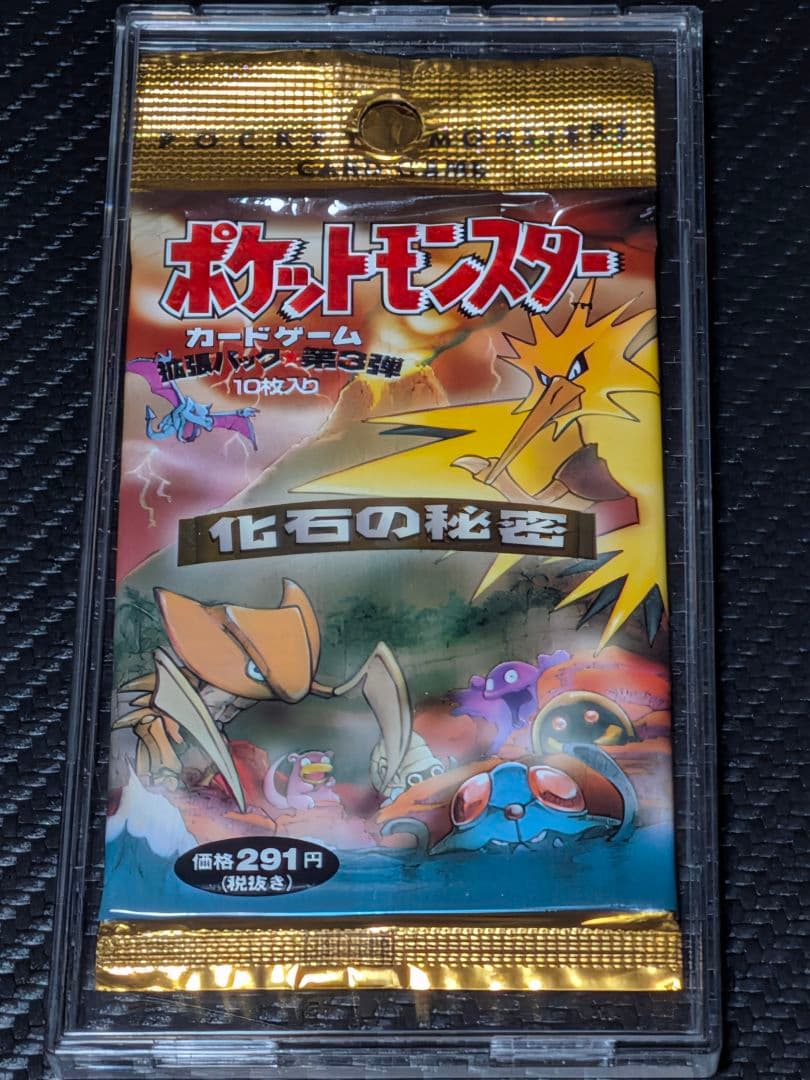 POCKET MONSTERS
CARD GAME
ポケットモンスター
TM
カードゲーム
拡張パック★第3弾
10枚入り
化石の秘密
価格291円
(税抜き)